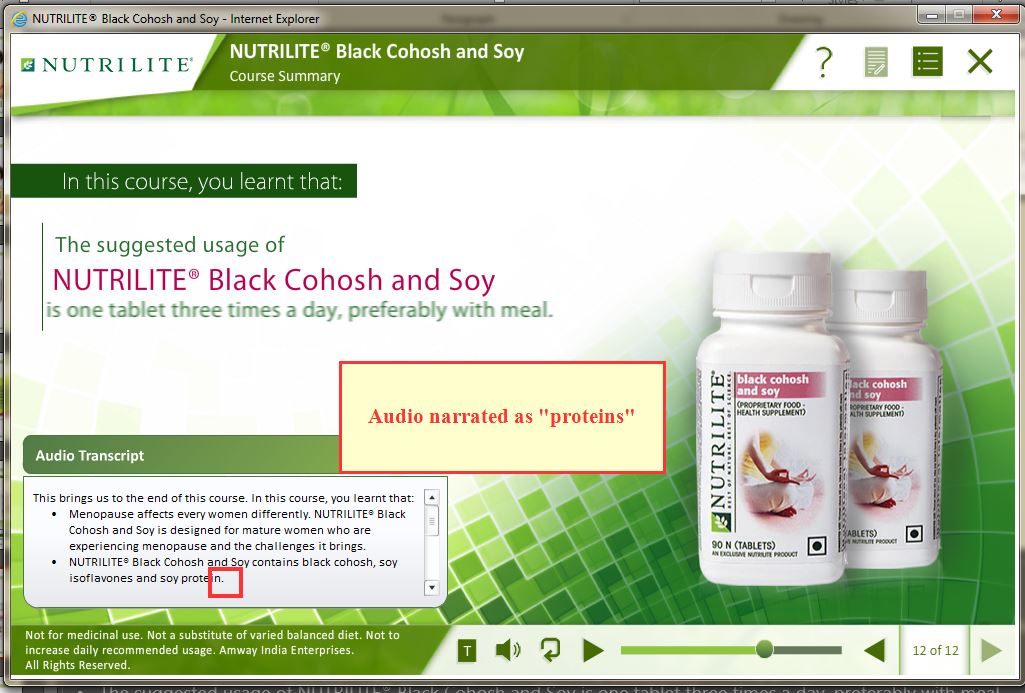 NUTRILITE® Black Cohosh and Soy - Internet Explorer
NUTRILITE®
NUTRILITE® Black Cohosh and Soy
Course Summary
?
In this course, you learnt that:
The suggested usage of
NUTRILITE® Black Cohosh and Soy
is one tablet three times a day, preferably with meal.
Audio narrated as "proteins"
Audio Transcript
This brings us to the end of this course. In this course, you learnt that:
• Menopause affects every women differently. NUTRILITE® Black
Cohosh and Soy is designed for mature women who are
experiencing menopause and the challenges it brings.
• NUTRILITE® Black Cohosh and Soy contains black cohosh, soy
isoflavones and soy protein.
NUTRILITE®
BEST OF NATURE. BEST OF SCIENCE.
black cohosh
and soy
(PROPRIETARY FOOD -
HEALTH SUPPLEMENT)
90 N (TABLETS)
AN EXCLUSIVE NUTRILITE PRODUCT
black cohosh
and soy
PROPRIETARY FOOD -
HEALTH SUPPLEMENT)
TABLETS)
NUTRILITE PRODUCT
Not for medicinal use. Not a substitute of varied balanced diet. Not to
increase daily recommended usage. Amway India Enterprises.
All Rights Reserved.
T
12 of 12
The suggested usage of NUTRILITE® Black Cohosh and Soy is one tablet three times a day, preferably with meal